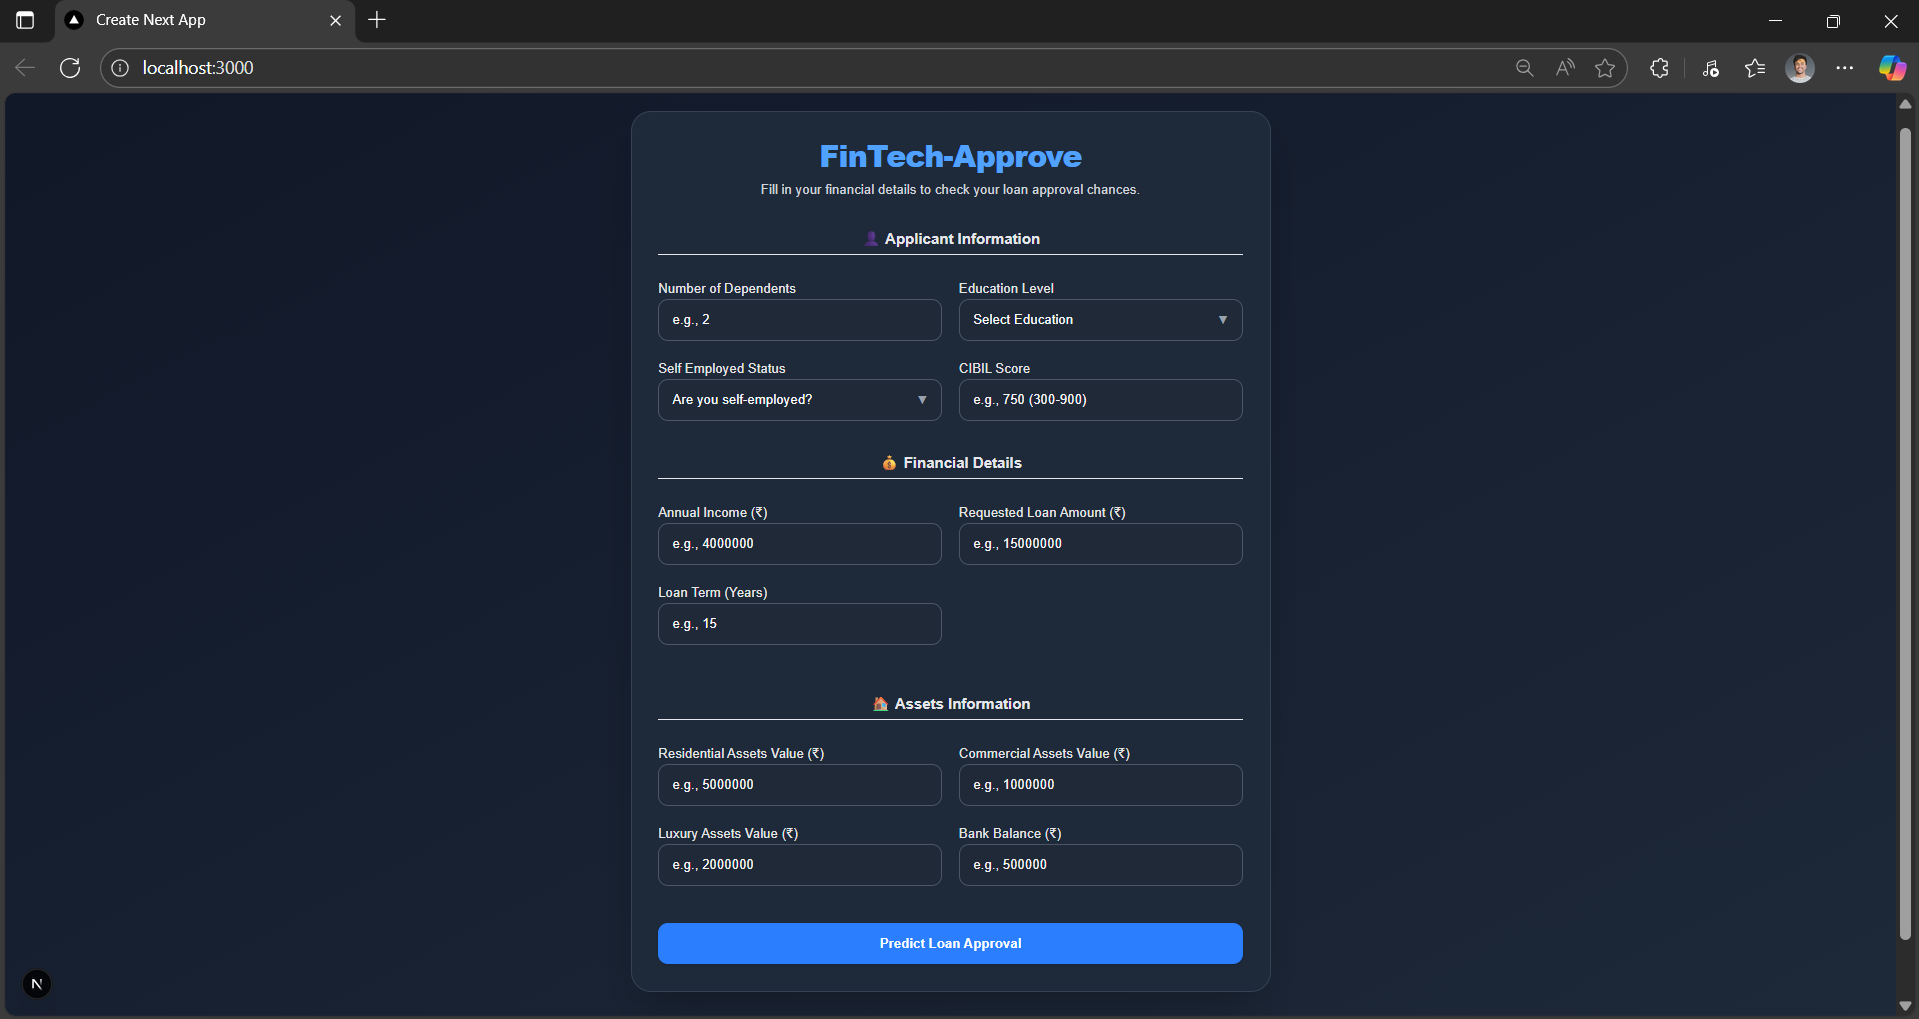 Create Next App
localhost:3000
FinTech-Approve
Fill in your financial details to check your loan approval chances.
👤 Applicant Information
Number of Dependents
Education Level
e.g., 2
Select Education
Self Employed Status
CIBIL Score
Are you self-employed?
e.g., 750 (300-900)
💰 Financial Details
Annual Income (₹)
Requested Loan Amount (₹)
e.g., 4000000
e.g., 15000000
Loan Term (Years)
e.g., 15
🏠 Assets Information
Residential Assets Value (₹)
Commercial Assets Value (₹)
e.g., 5000000
e.g., 1000000
Luxury Assets Value (₹)
Bank Balance (₹)
e.g., 2000000
e.g., 500000
Predict Loan Approval
N